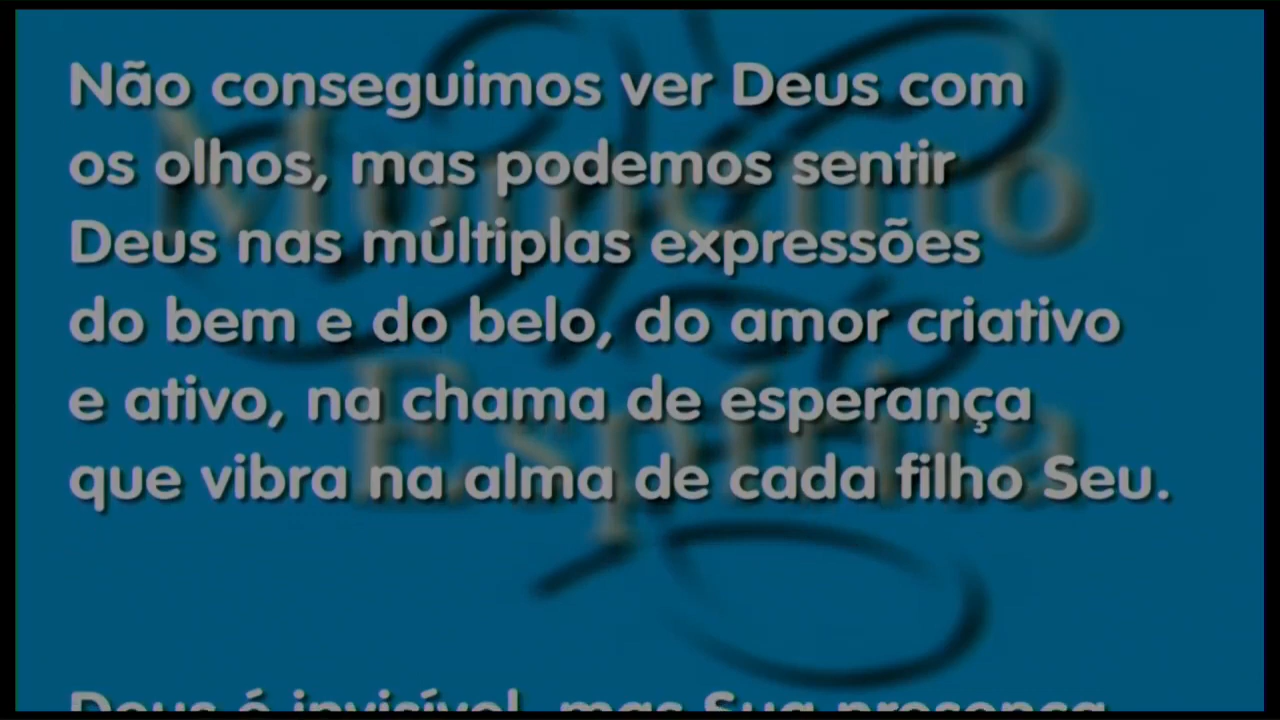 Não conseguimos ver Deus com
os olhos, mas podemos sentir
Deus nas múltiplas expressões
do bem e do belo, do amor criativo
e ativo, na chama de esperança
que vibra na alma de cada filho Seu.
Deus é invisível, mas Sua presença
Momento
Espírita